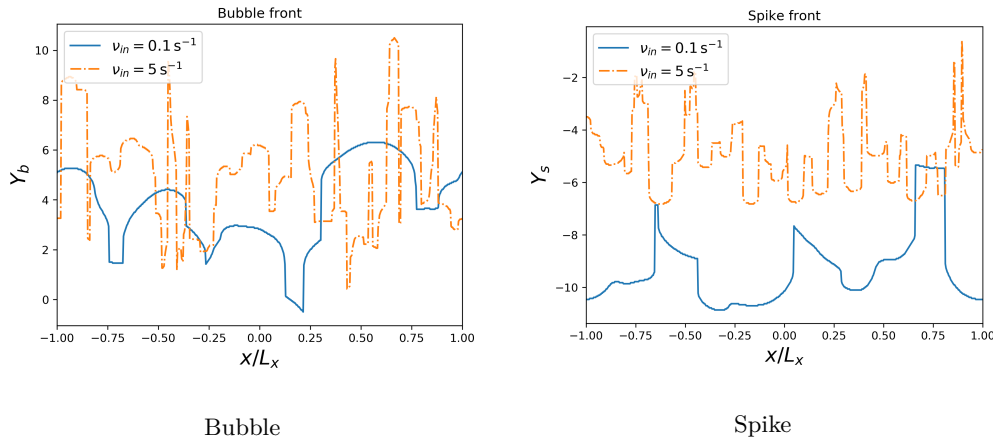 Bubble front
ν_in = 0.1 s⁻¹
ν_in = 5 s⁻¹
Y_b
10
8
6
4
2
0
−1.00 −0.75 −0.50 −0.25 0.00 0.25 0.50 0.75 1.00
x/L_x
Bubble
Spike front
ν_in = 0.1 s⁻¹
ν_in = 5 s⁻¹
Y_s
−2
−4
−6
−8
−10
−1.00 −0.75 −0.50 −0.25 0.00 0.25 0.50 0.75 1.00
x/L_x
Spike